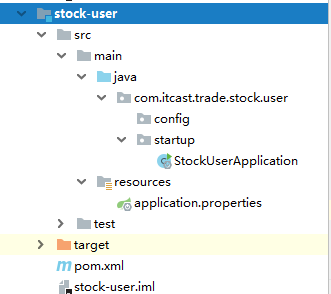 stock-user
src
main
java
com.itcast.trade.stock.user
config
startup
StockUserApplication
resources
application.properties
test
target
pom.xml
stock-user.iml